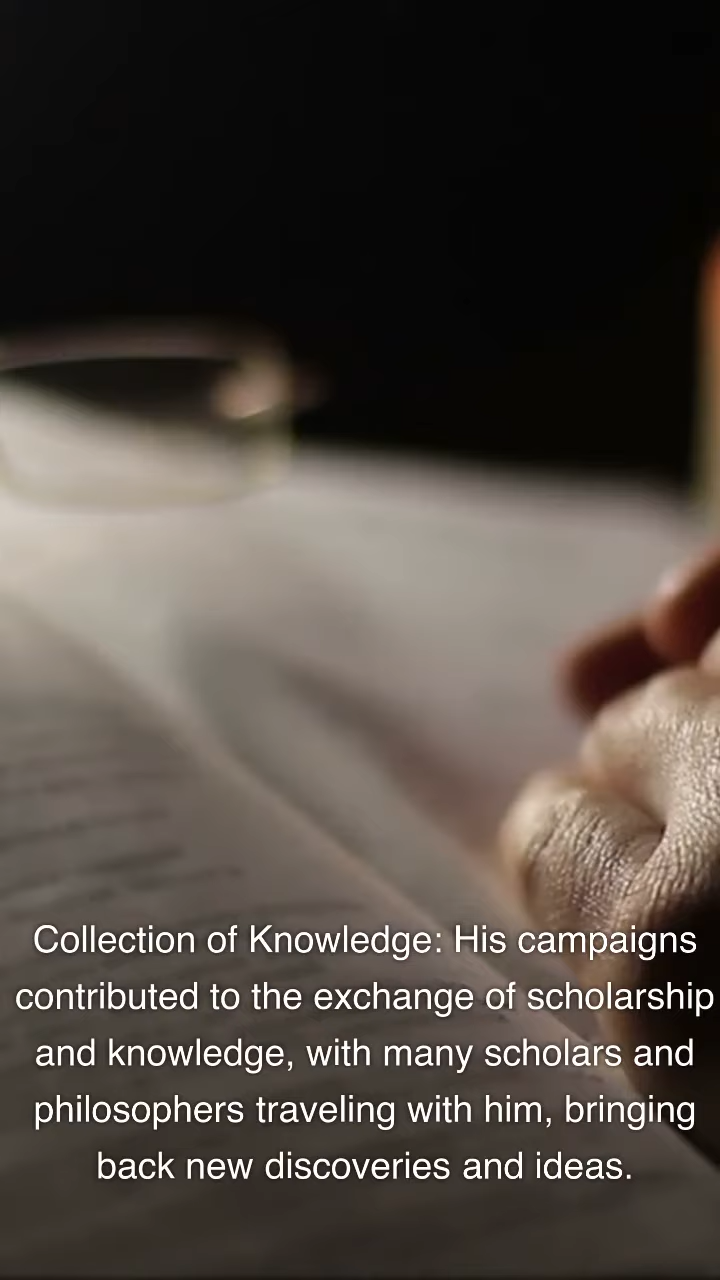 Collection of Knowledge: His campaigns
contributed to the exchange of scholarship
and knowledge, with many scholars and
philosophers traveling with him, bringing
back new discoveries and ideas.